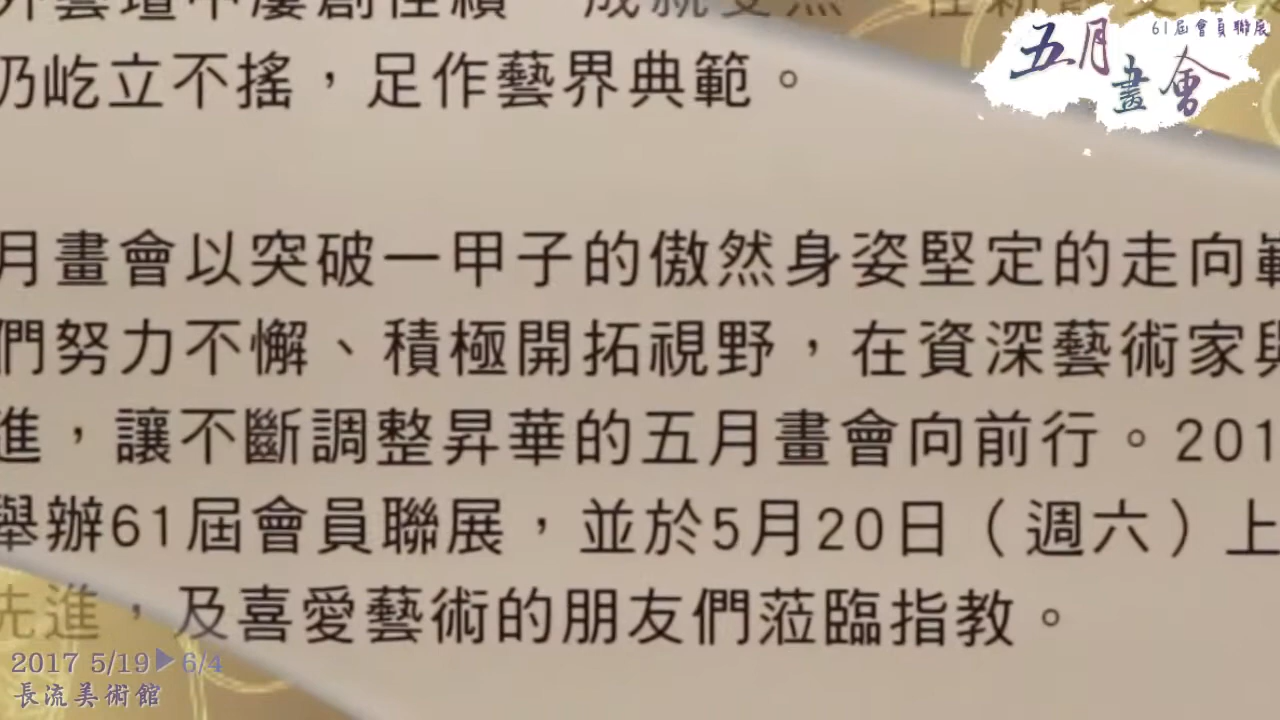 61屆會員聯展
五月畫會
仍屹立不搖，足作藝界典範。
月畫會以突破一甲子的傲然身姿堅定的走向
們努力不懈、積極開拓視野，在資深藝術家與
進，讓不斷調整昇華的五月畫會向前行。201
舉辦61屆會員聯展，並於5月20日（週六）上
先進，及喜愛藝術的朋友們蒞臨指教。
2017 5/19▶6/4
長流美術館